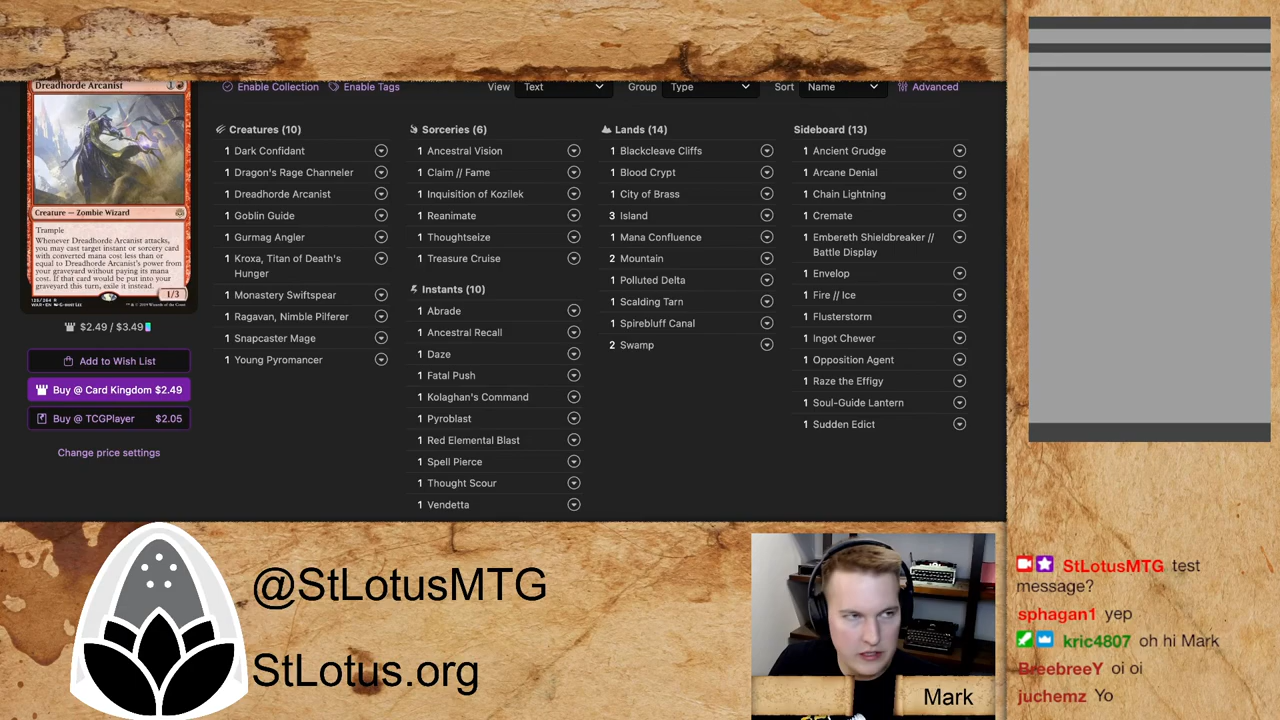 Dreadhorde Arcanist
Creature — Zombie Wizard
Trample
Whenever Dreadhorde Arcanist attacks,
you may cast target instant or sorcery card
with converted mana cost less than or
equal to Dreadhorde Arcanist's power from
your graveyard without paying its mana
cost. If that card would be put into your
graveyard this turn, exile it instead.
1/3
$2.49 / $3.49
Add to Wish List
Buy @ Card Kingdom $2.49
Buy @ TCGPlayer $2.05
Change price settings
Enable Collection Enable Tags
View Text Group Type Sort Name Advanced
Creatures (10)
1 Dark Confidant
1 Dragon's Rage Channeler
1 Dreadhorde Arcanist
1 Goblin Guide
1 Gurmag Angler
1 Kroxa, Titan of Death's
Hunger
1 Monastery Swiftspear
1 Ragavan, Nimble Pilferer
1 Snapcaster Mage
1 Young Pyromancer
Sorceries (6)
1 Ancestral Vision
1 Claim // Fame
1 Inquisition of Kozilek
1 Reanimate
1 Thoughtseize
1 Treasure Cruise
Instants (10)
1 Abrade
1 Ancestral Recall
1 Daze
1 Fatal Push
1 Kolaghan's Command
1 Pyroblast
1 Red Elemental Blast
1 Spell Pierce
1 Thought Scour
1 Vendetta
Lands (14)
1 Blackcleave Cliffs
1 Blood Crypt
1 City of Brass
3 Island
1 Mana Confluence
2 Mountain
1 Polluted Delta
1 Scalding Tarn
1 Spirebluff Canal
2 Swamp
Sideboard (13)
1 Ancient Grudge
1 Arcane Denial
1 Chain Lightning
1 Cremate
1 Embereth Shieldbreaker //
Battle Display
1 Envelop
1 Fire // Ice
1 Flusterstorm
1 Ingot Chewer
1 Opposition Agent
1 Raze the Effigy
1 Soul-Guide Lantern
1 Sudden Edict
@StLotusMTG
StLotus.org
Mark
StLotusMTG test
message?
sphagan1 yep
kric4807 oh hi Mark
BreebreeY oi oi
juchemz Yo